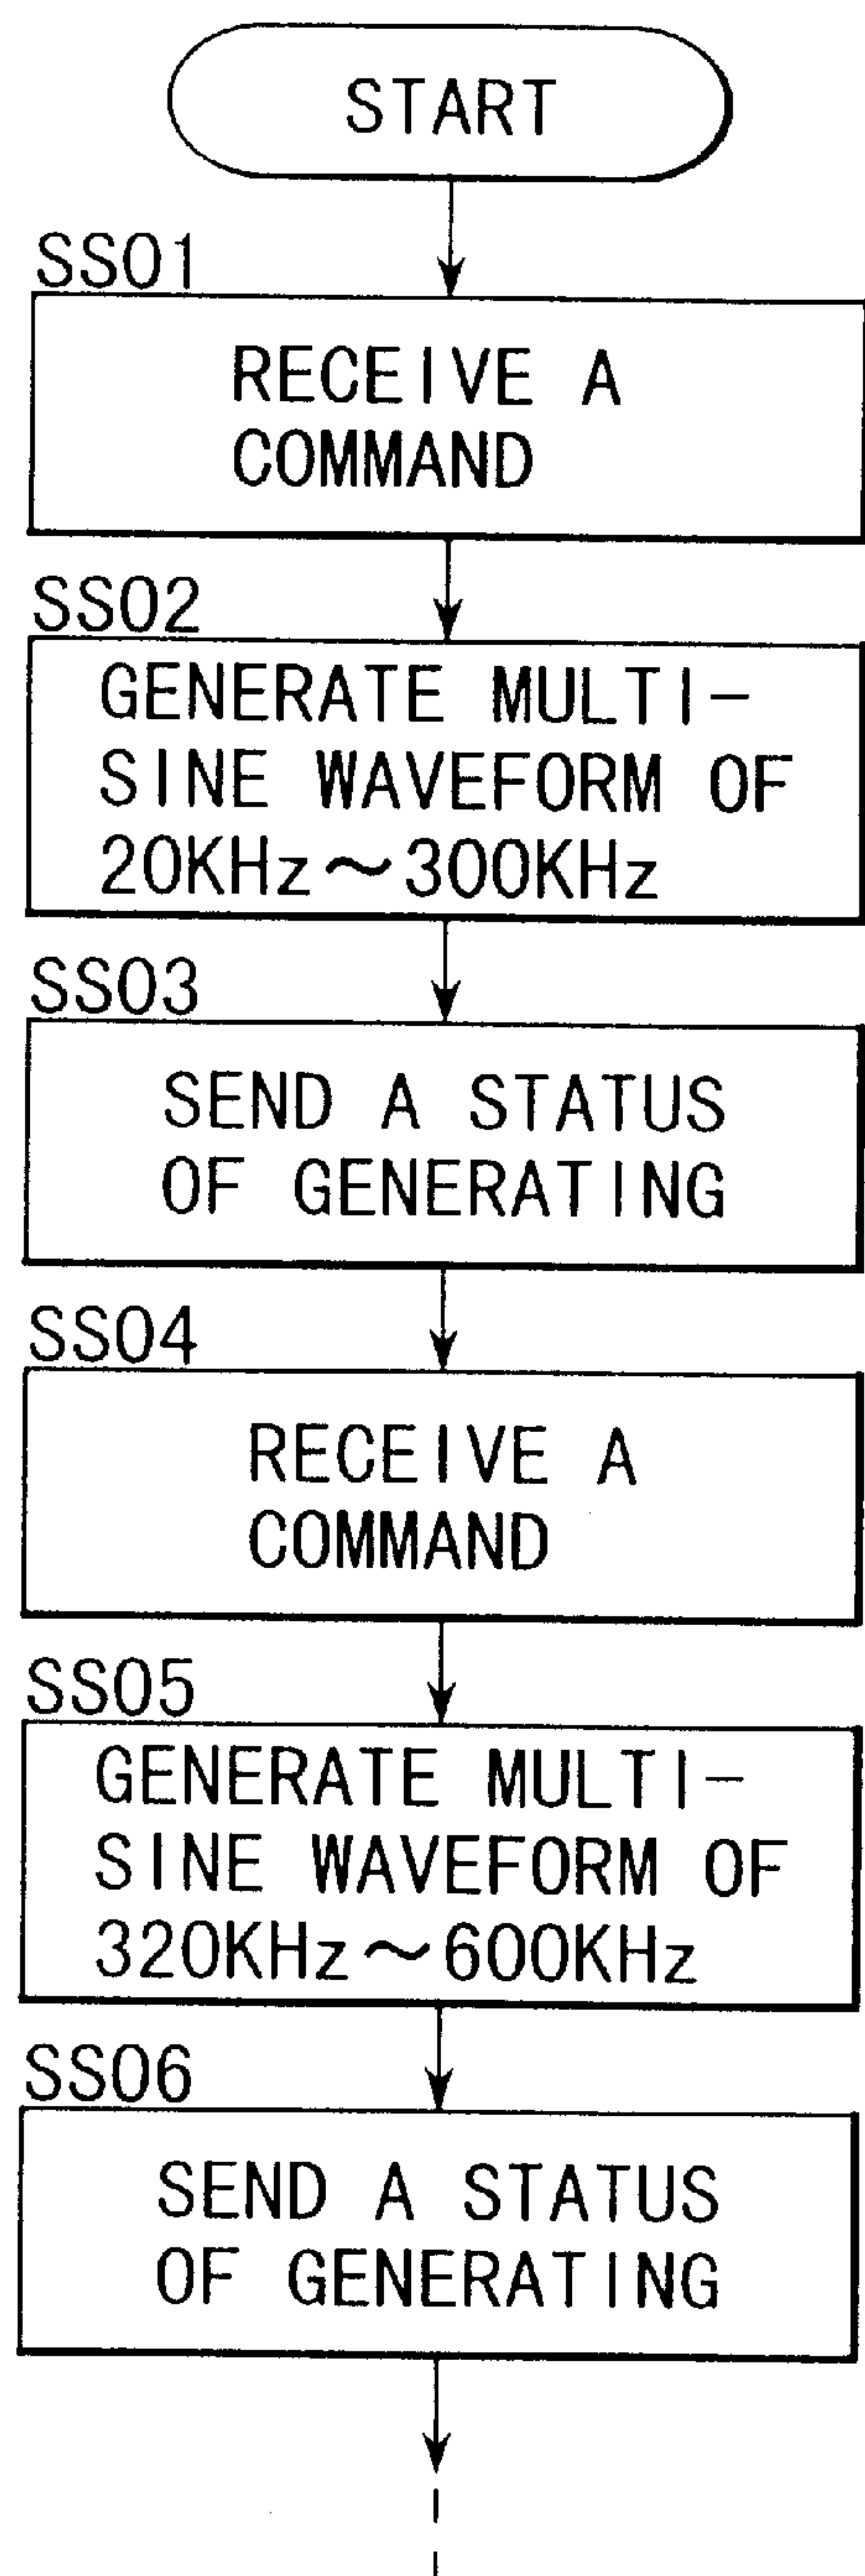 START
SS01
RECEIVE A
COMMAND
SS02
GENERATE MULTI-
SINE WAVEFORM OF
20KHz~300KHz
SS03
SEND A STATUS
OF GENERATING
SS04
RECEIVE A
COMMAND
SS05
GENERATE MULTI-
SINE WAVEFORM OF
320KHz~600KHz
SS06
SEND A STATUS
OF GENERATING